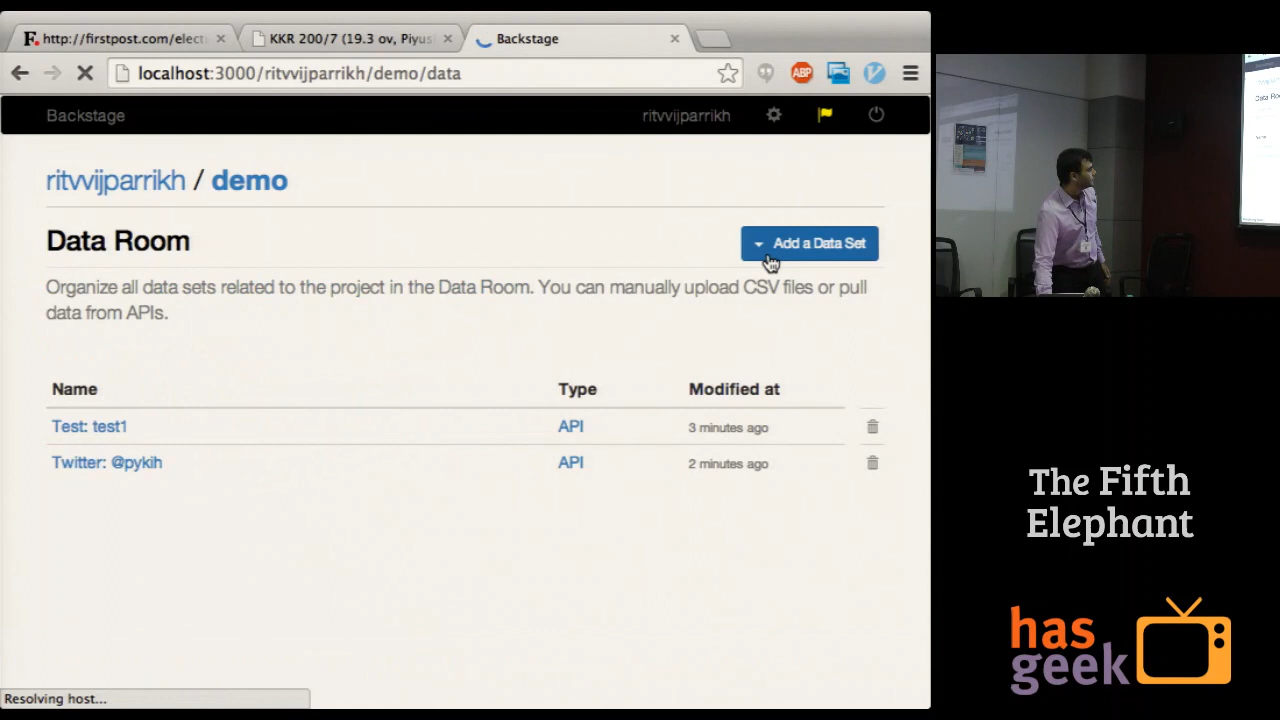 F. http://firstpost.com/elect
KKR 200/7 (19.3 ov, Piyus
Backstage
localhost:3000/ritvvijparrikh/demo/data
ABP
Backstage
ritvvijparrikh
ritvvijparrikh / demo
Data Room
Add a Data Set
Organize all data sets related to the project in the Data Room. You can manually upload CSV files or pull
data from APIs.
Name Type Modified at
Test: test1 API 3 minutes ago
Twitter: @pykih API 2 minutes ago
Resolving host...
Data Roo
The Fifth
Elephant
has
geek